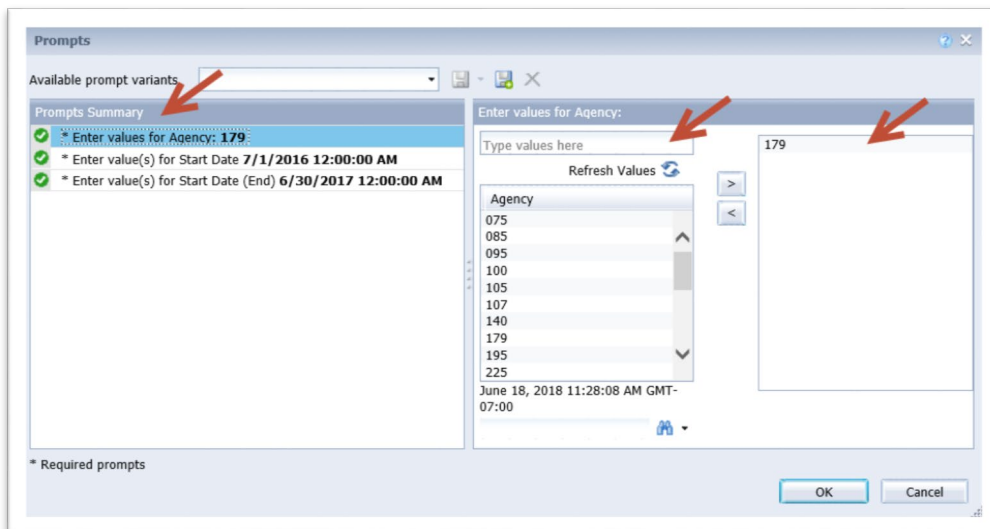 Prompts
Available prompt variants
Prompts Summary
* Enter values for Agency: 179
* Enter value(s) for Start Date 7/1/2016 12:00:00 AM
* Enter value(s) for Start Date (End) 6/30/2017 12:00:00 AM
Enter values for Agency:
Type values here
Refresh Values
Agency
075
085
095
100
105
107
140
179
195
225
June 18, 2018 11:28:08 AM GMT-
07:00
>
<
179
* Required prompts
OK
Cancel